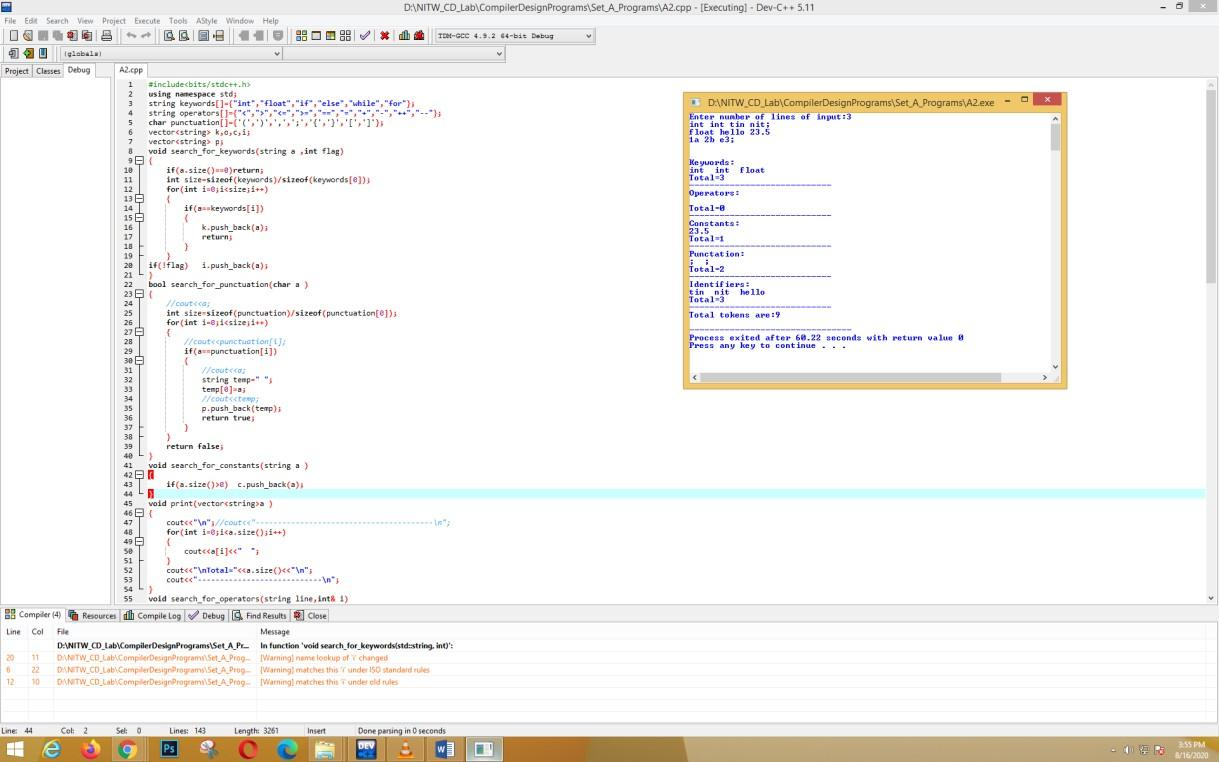 D:\NITW_CD_Lab\CompilerDesignPrograms\Set_A_Programs\A2.cpp - [Executing] - Dev-C++ 5.11
File Edit Search View Project Execute Tools AStyle Window Help
TDM-GCC 4.9.2 64-bit Debug
(globals)
Project Classes Debug
A2.cpp
1 #include<bits/stdc++.h>
2 using namespace std;
3 string keywords[]={"int","float","if","else","while","for"};
4 string operators[]={"<",">","<=",">=","==","=","+","-","++","--"};
5 char punctuation[]={'(',')',',',';','{','}','[',']'};
6 vector<string> k,o,c,i;
7 vector<string> p;
8 void search_for_keywords(string a ,int flag)
9 {
10 if(a.size()==0)return;
11 int size=sizeof(keywords)/sizeof(keywords[0]);
12 for(int i=0;i<size;i++)
13 {
14 if(a==keywords[i])
15 {
16 k.push_back(a);
17 return;
18 }
19 }
20 if(!flag) i.push_back(a);
21 }
22 bool search_for_punctuation(char a )
23 {
24 //cout<<a;
25 int size=sizeof(punctuation)/sizeof(punctuation[0]);
26 for(int i=0;i<size;i++)
27 {
28 //cout<<punctuation[i];
29 if(a==punctuation[i])
30 {
31 //cout<<a;
32 string temp=" ";
33 temp[0]=a;
34 //cout<<temp;
35 p.push_back(temp);
36 return true;
37 }
38 }
39 return false;
40 }
41 void search_for_constants(string a )
42 {
43 if(a.size()>0) c.push_back(a);
44 }
45 void print(vector<string>a )
46 {
47 cout<<"\n";//cout<<"----------------------------------------\n";
48 for(int i=0;i<a.size();i++)
49 {
50 cout<<a[i]<<"  ";
51 }
52 cout<<"\nTotal="<<a.size()<<"\n";
53 cout<<"----------------------------\n";
54 }
55 void search_for_operators(string line,int& i)
D:\NITW_CD_Lab\CompilerDesignPrograms\Set_A_Programs\A2.exe
Enter number of lines of input:3
int int tin nit;
float hello 23.5
1a 2b e3;
Keywords:
int int float
Total=3
----------------------------
Operators:
Total=0
----------------------------
Constants:
23.5
Total=1
----------------------------
Punctation:
; ;
Total=2
----------------------------
Identifiers:
tin nit hello
Total=3
----------------------------
Total tokens are:9
--------------------------------
Process exited after 60.22 seconds with return value 0
Press any key to continue . . .
Compiler (4) Resources Compile Log Debug Find Results Close
Line Col File Message
D:\NITW_CD_Lab\CompilerDesignPrograms\Set_A_Pr... In function 'void search_for_keywords(std::string, int)':
20 11 D:\NITW_CD_Lab\CompilerDesignPrograms\Set_A_Prog... [Warning] name lookup of 'i' changed
6 22 D:\NITW_CD_Lab\CompilerDesignPrograms\Set_A_Prog... [Warning] matches this 'i' under ISO standard rules
12 10 D:\NITW_CD_Lab\CompilerDesignPrograms\Set_A_Prog... [Warning] matches this 'i' under old rules
Line: 44 Col: 2 Sel: 0 Lines: 143 Length: 3261 Insert Done parsing in 0 seconds
Ps DEV W
3:55 PM
8/16/2020